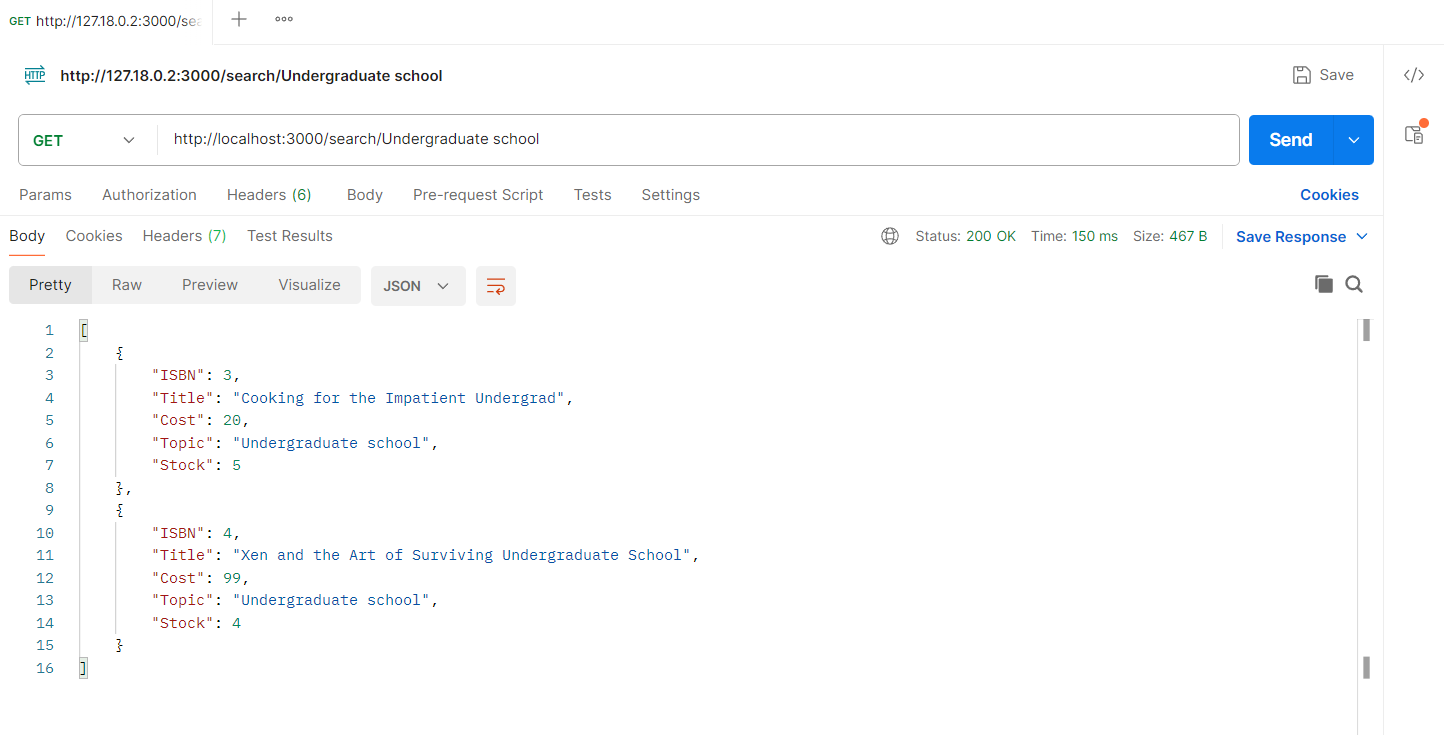 GET http://127.18.0.2:3000/sea
HTTP http://127.18.0.2:3000/search/Undergraduate school Save
GET http://localhost:3000/search/Undergraduate school Send
Params Authorization Headers (6) Body Pre-request Script Tests Settings Cookies
Body Cookies Headers (7) Test Results Status: 200 OK Time: 150 ms Size: 467 B Save Response
Pretty Raw Preview Visualize JSON
1 [
2 {
3 "ISBN": 3,
4 "Title": "Cooking for the Impatient Undergrad",
5 "Cost": 20,
6 "Topic": "Undergraduate school",
7 "Stock": 5
8 },
9 {
10 "ISBN": 4,
11 "Title": "Xen and the Art of Surviving Undergraduate School",
12 "Cost": 99,
13 "Topic": "Undergraduate school",
14 "Stock": 4
15 }
16 ]